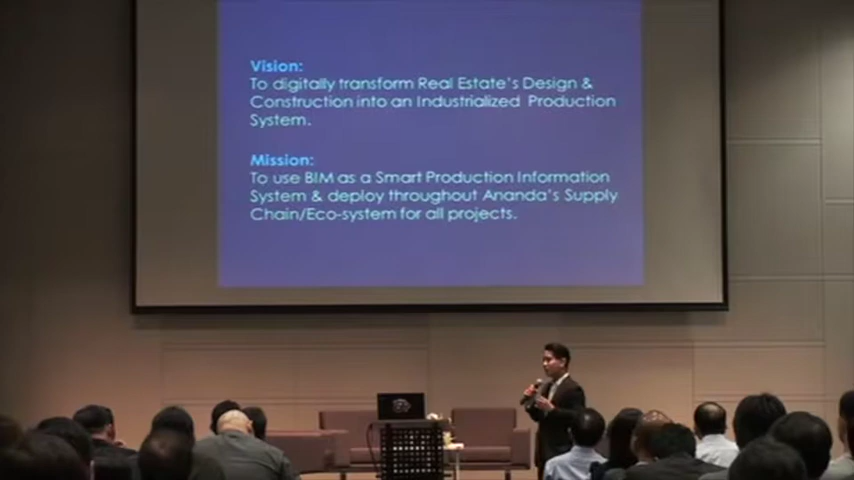 Vision:
To digitally transform Real Estate's Design &
Construction into an Industrialized Production
System.
Mission:
To use BIM as a Smart Production Information
System & deploy throughout Ananda's Supply
Chain/Eco-system for all projects.